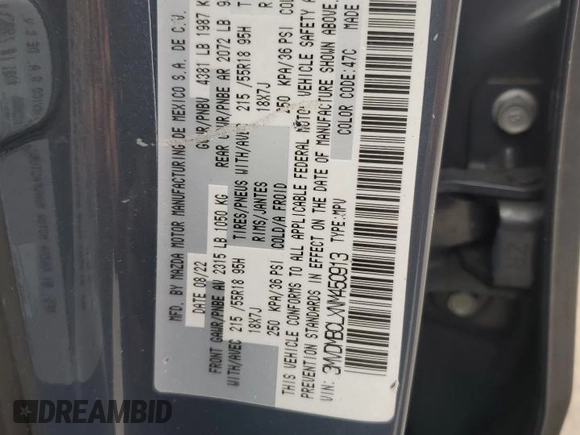 MFD. BY MAZDA MOTOR MANUFACTURING DE MEXICO S.A. DE C.V.
DATE 08/22 GVWR/PNBV 4381 LB 1987 K
FRONT GAWR/PNBE AV 2315 LB 1050 KG REAR GAWR/PNBE AR 2072 LB 9
WITH/AVEC 215/55R18 95H TIRES/PNEUS WITH/AVEC 215/55R18 95H
18X7J RIMS/JANTES 18X7J
250 KPA/36 PSI COLD/A FROID 250 KPA/36 PSI COLD
THIS VEHICLE CONFORMS TO ALL APPLICABLE FEDERAL MOTOR VEHICLE SAFETY A
PREVENTION STANDARDS IN EFFECT ON THE DATE OF MANUFACTURE SHOWN ABOVE.
VIN: 3MVDMBCLXNM450913 TYPE:MPV COLOR CODE:47C MADE
DREAMBID